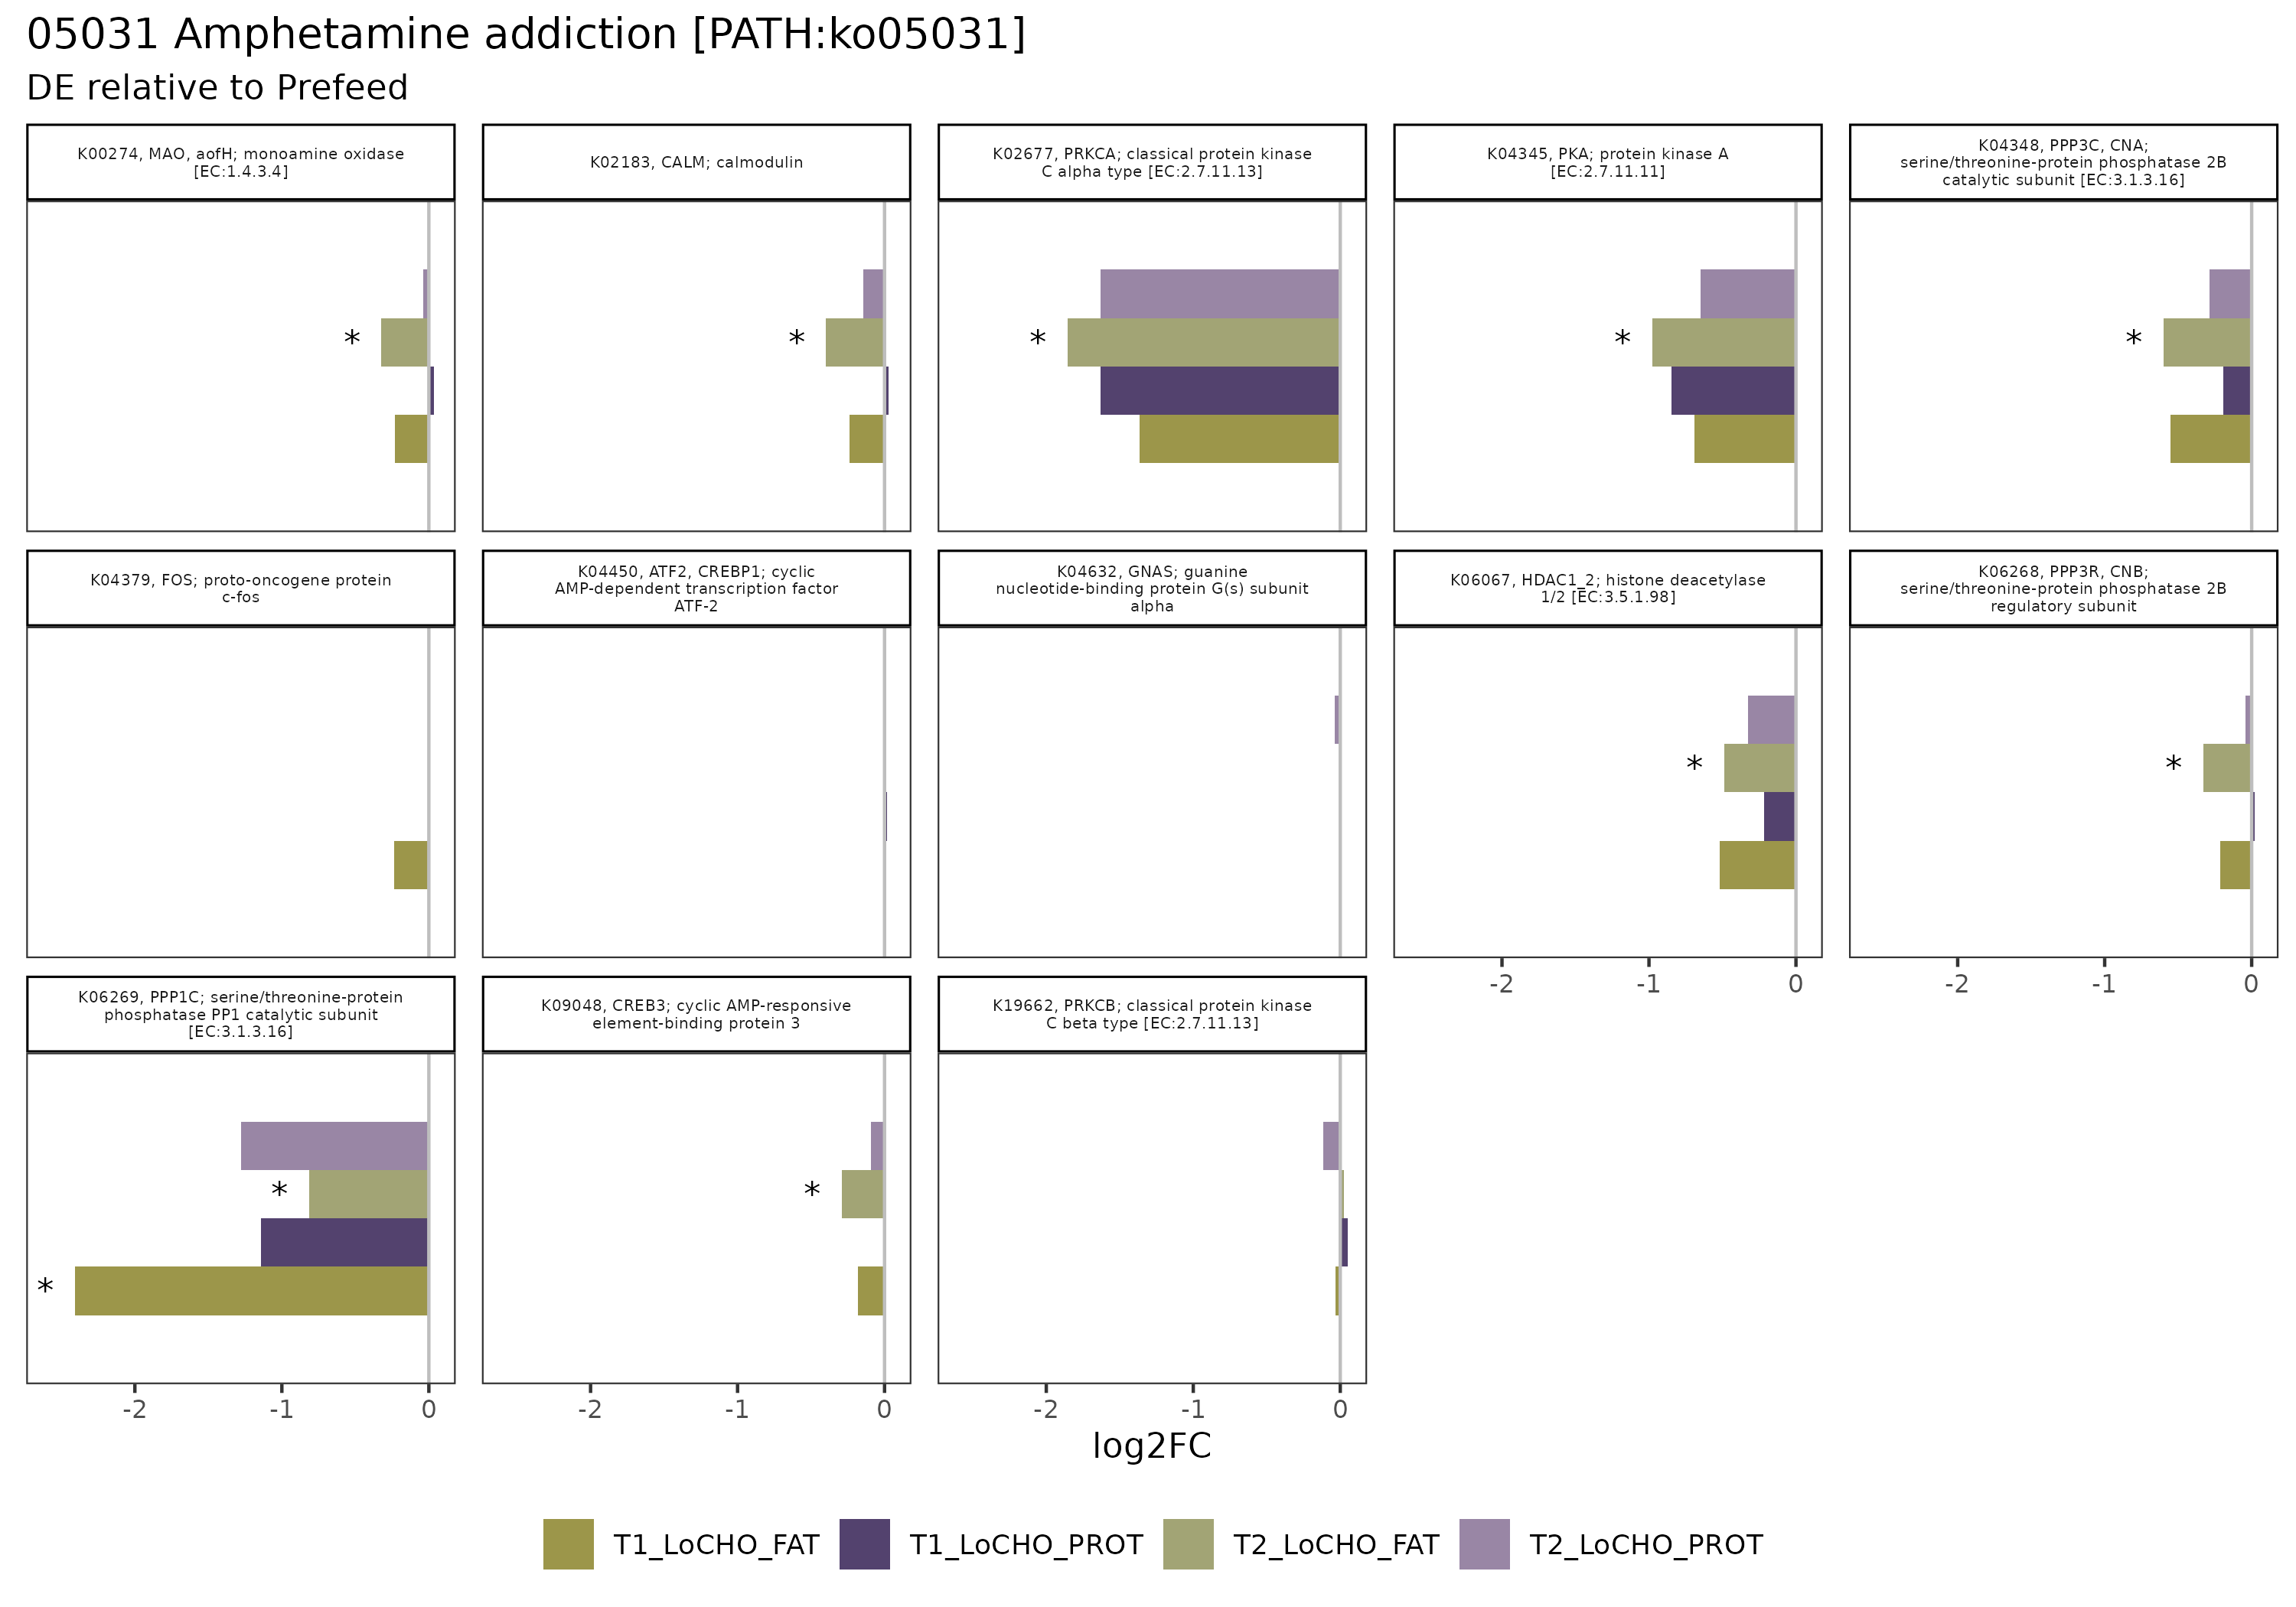 05031 Amphetamine addiction [PATH:ko05031]
DE relative to Prefeed
K00274, MAO, aofH; monoamine oxidase
[EC:1.4.3.4]
K02183, CALM; calmodulin
K02677, PRKCA; classical protein kinase
C alpha type [EC:2.7.11.13]
K04345, PKA; protein kinase A
[EC:2.7.11.11]
K04348, PPP3C, CNA;
serine/threonine-protein phosphatase 2B
catalytic subunit [EC:3.1.3.16]
*
*
*
*
*
K04379, FOS; proto-oncogene protein
c-fos
K04450, ATF2, CREBP1; cyclic
AMP-dependent transcription factor
ATF-2
K04632, GNAS; guanine
nucleotide-binding protein G(s) subunit
alpha
K06067, HDAC1_2; histone deacetylase
1/2 [EC:3.5.1.98]
K06268, PPP3R, CNB;
serine/threonine-protein phosphatase 2B
regulatory subunit
*
*
-2 -1 0
-2 -1 0
K06269, PPP1C; serine/threonine-protein
phosphatase PP1 catalytic subunit
[EC:3.1.3.16]
K09048, CREB3; cyclic AMP-responsive
element-binding protein 3
K19662, PRKCB; classical protein kinase
C beta type [EC:2.7.11.13]
*
*
*
-2 -1 0
-2 -1 0
-2 -1 0
log2FC
T1_LoCHO_FAT T1_LoCHO_PROT T2_LoCHO_FAT T2_LoCHO_PROT